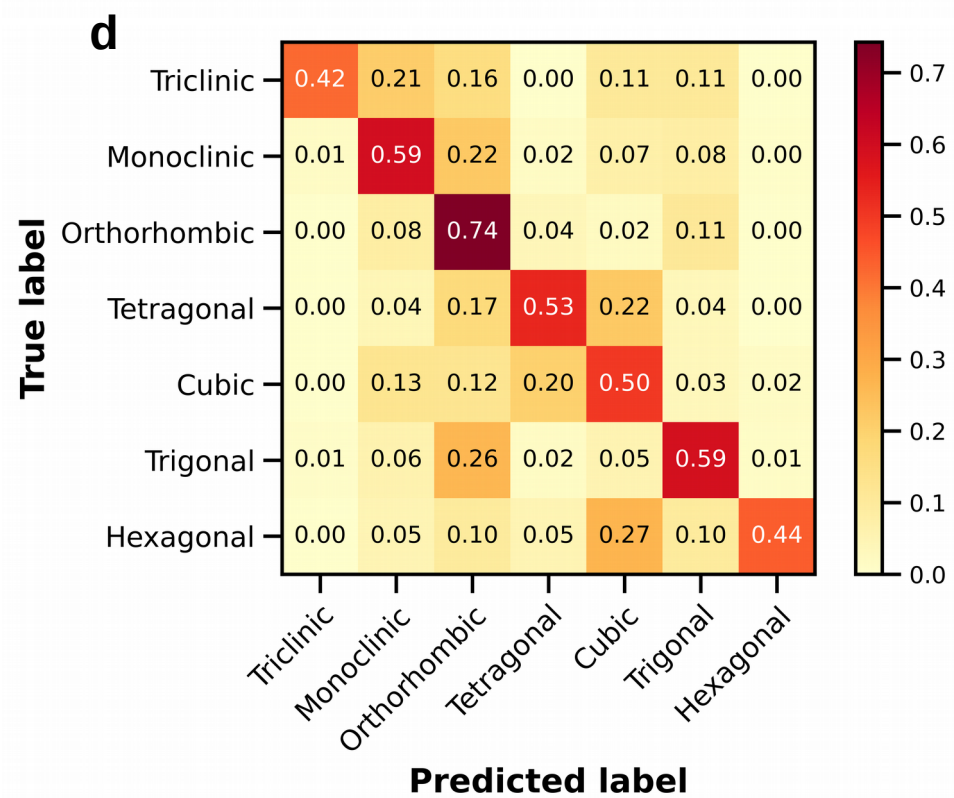 d
Triclinic 0.42 0.21 0.16 0.00 0.11 0.11 0.00
Monoclinic 0.01 0.59 0.22 0.02 0.07 0.08 0.00
Orthorhombic 0.00 0.08 0.74 0.04 0.02 0.11 0.00
Tetragonal 0.00 0.04 0.17 0.53 0.22 0.04 0.00
Cubic 0.00 0.13 0.12 0.20 0.50 0.03 0.02
Trigonal 0.01 0.06 0.26 0.02 0.05 0.59 0.01
Hexagonal 0.00 0.05 0.10 0.05 0.27 0.10 0.44
True label
Triclinic Monoclinic Orthorhombic Tetragonal Cubic Trigonal Hexagonal
Predicted label
0.7
0.6
0.5
0.4
0.3
0.2
0.1
0.0